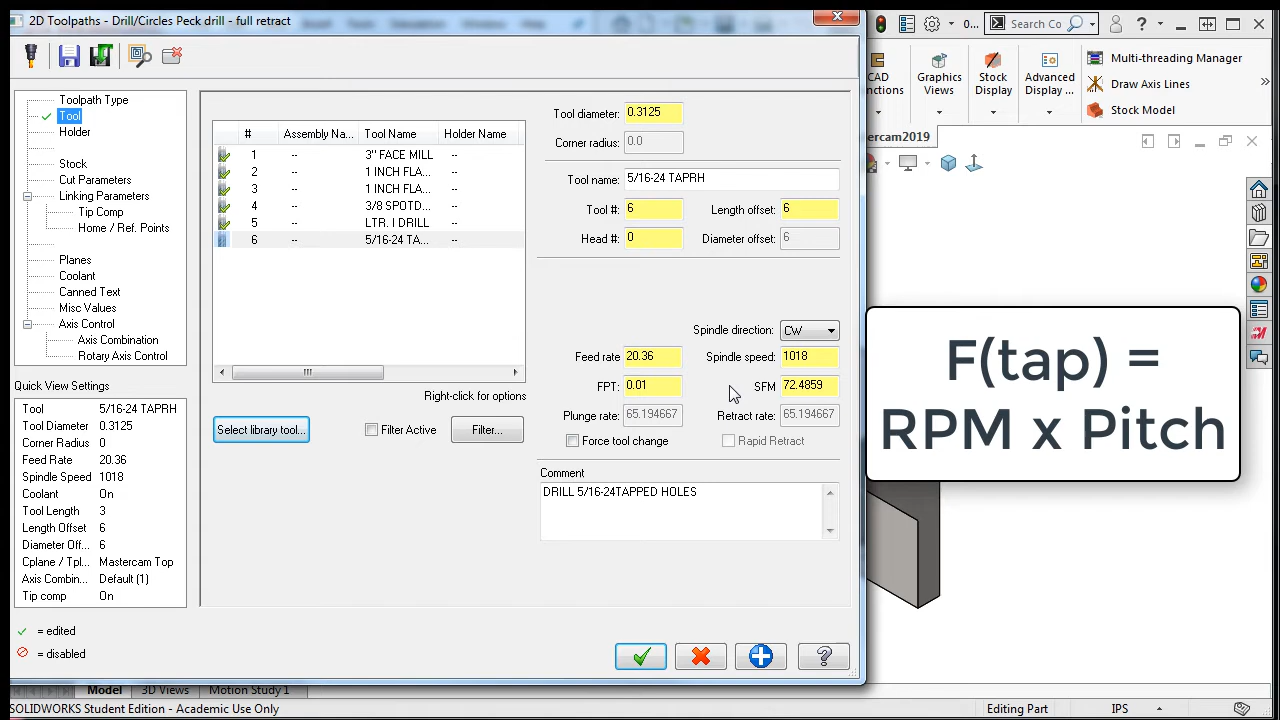 2D Toolpaths - Drill/Circles Peck drill - full retract
0...
Search Co
Toolpath Type
Tool
Holder
Stock
Cut Parameters
Linking Parameters
Tip Comp
Home / Ref. Points
Planes
Coolant
Canned Text
Misc Values
Axis Control
Axis Combination
Rotary Axis Control
# Assembly Na... Tool Name Holder Name
1 -- 3" FACE MILL --
2 -- 1 INCH FLA... --
3 -- 1 INCH FLA... --
4 -- 3/8 SPOTD... --
5 -- LTR. I DRILL --
6 -- 5/16-24 TA... --
Right-click for options
Select library tool...
Filter Active
Filter...
Tool diameter: 0.3125
Corner radius: 0.0
Tool name: 5/16-24 TAPRH
Tool #: 6 Length offset: 6
Head #: 0 Diameter offset: 6
Spindle direction: CW
Feed rate 20.36 Spindle speed: 1018
FPT: 0.01 SFM 72.4859
Plunge rate: 65.194667 Retract rate: 65.194667
Force tool change Rapid Retract
Comment
DRILL 5/16-24TAPPED HOLES
Quick View Settings
Tool 5/16-24 TAPRH
Tool Diameter 0.3125
Corner Radius 0
Feed Rate 20.36
Spindle Speed 1018
Coolant On
Tool Length 3
Length Offset 6
Diameter Off... 6
Cplane / Tpl... Mastercam Top
Axis Combin... Default (1)
Tip comp On
= edited
= disabled
CAD
nctions
Graphics
Views
Stock
Display
Advanced
Display ...
Multi-threading Manager
Draw Axis Lines
Stock Model
ercam2019
F(tap) =
RPM x Pitch
Model 3D Views Motion Study 1
SOLIDWORKS Student Edition - Academic Use Only
Editing Part
IPS